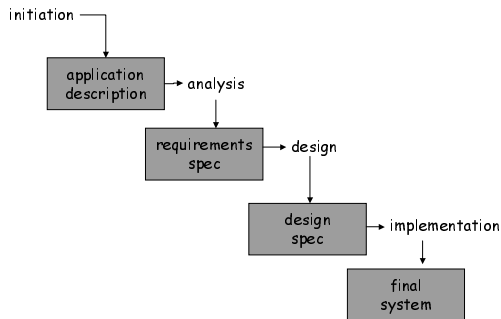 initiation
application
description
analysis
requirements
spec
design
design
spec
implementation
final
system